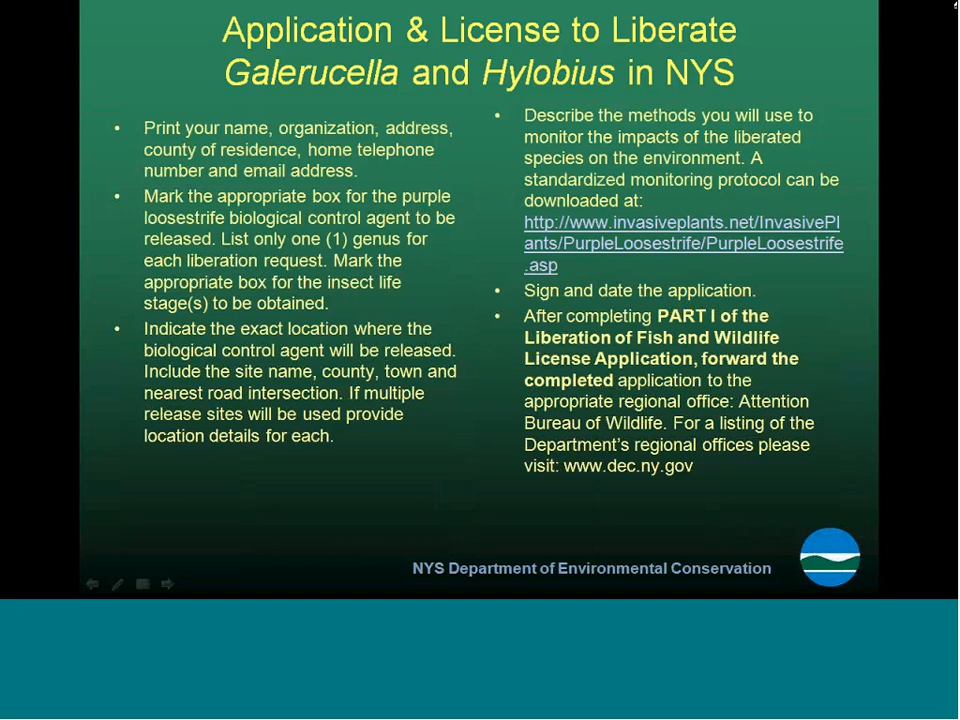 Application & License to Liberate
Galerucella and Hylobius in NYS
• Print your name, organization, address,
county of residence, home telephone
number and email address.
• Mark the appropriate box for the purple
loosestrife biological control agent to be
released. List only one (1) genus for
each liberation request. Mark the
appropriate box for the insect life
stage(s) to be obtained.
• Indicate the exact location where the
biological control agent will be released.
Include the site name, county, town and
nearest road intersection. If multiple
release sites will be used provide
location details for each.
• Describe the methods you will use to
monitor the impacts of the liberated
species on the environment. A
standardized monitoring protocol can be
downloaded at:
http://www.invasiveplants.net/InvasivePl
ants/PurpleLoosestrife/PurpleLoosestrife
.asp
• Sign and date the application.
• After completing PART I of the
Liberation of Fish and Wildlife
License Application, forward the
completed application to the
appropriate regional office: Attention
Bureau of Wildlife. For a listing of the
Department's regional offices please
visit: www.dec.ny.gov
NYS Department of Environmental Conservation